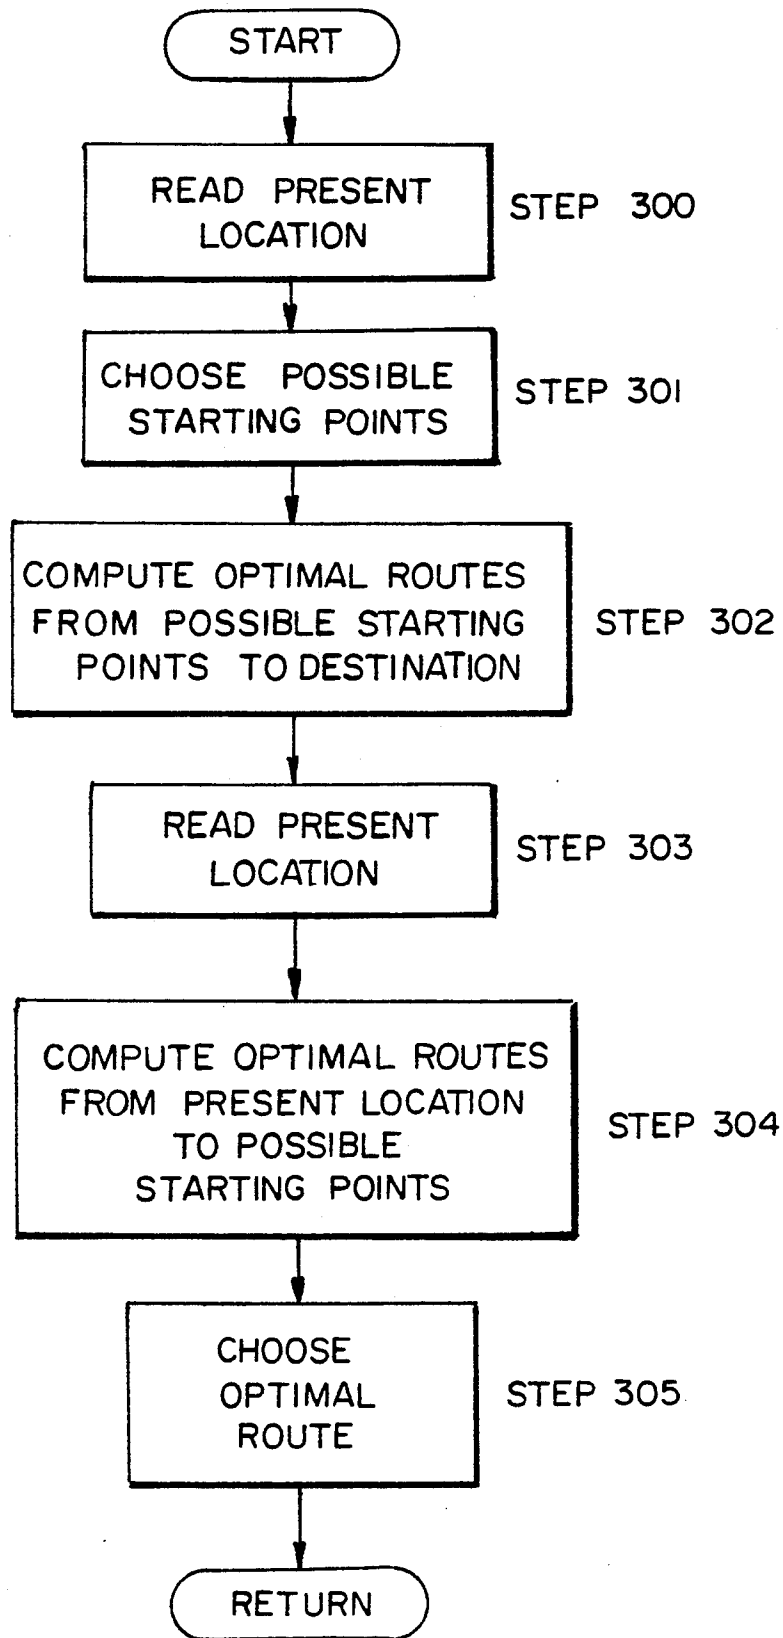 START
READ PRESENT
LOCATION
STEP 300
CHOOSE POSSIBLE
STARTING POINTS
STEP 301
COMPUTE OPTIMAL ROUTES
FROM POSSIBLE STARTING
POINTS TO DESTINATION
STEP 302
READ PRESENT
LOCATION
STEP 303
COMPUTE OPTIMAL ROUTES
FROM PRESENT LOCATION
TO POSSIBLE
STARTING POINTS
STEP 304
CHOOSE
OPTIMAL
ROUTE
STEP 305
RETURN